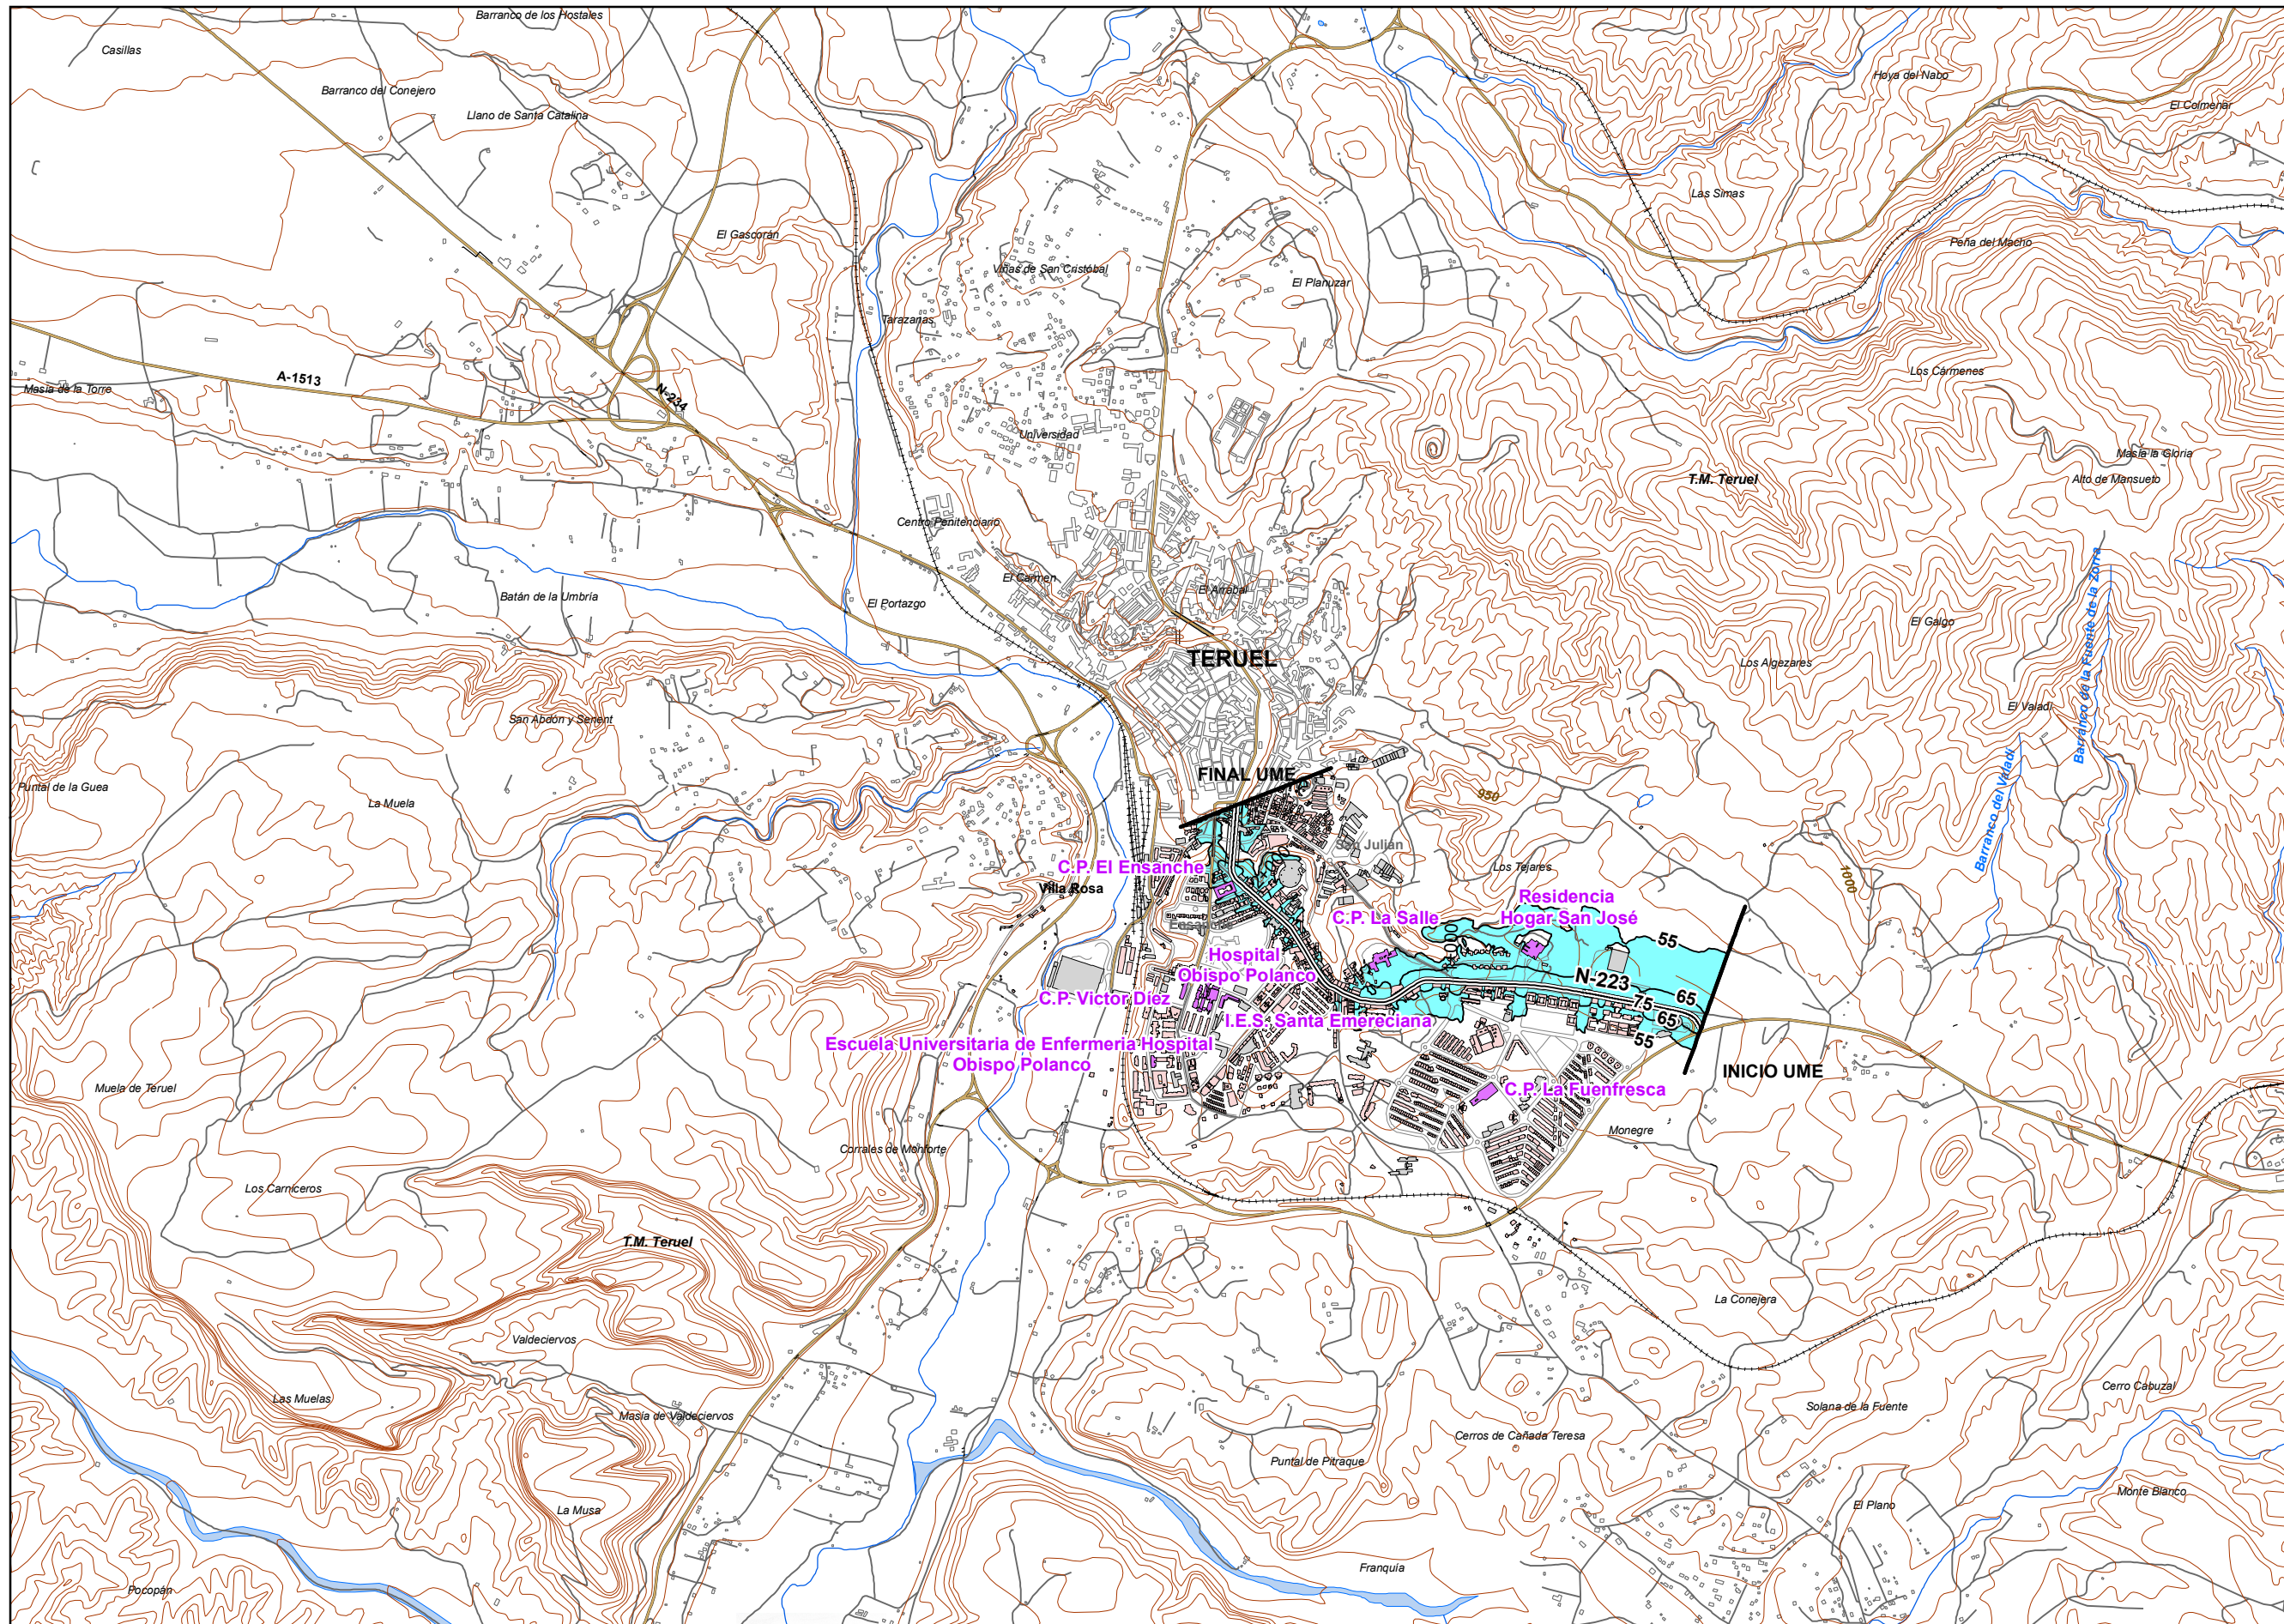 Barranco de los Hostales
Casillas
Hoya del Nabo
Barranco del Conejero
El Colmenar
Llano de Santa Catalina
Las Simas
El Gascorán
Peña del Macho
Viñas de San Cristóbal
El Planuzar
Tarazanas
Los Cármenes
A-1513
Masía de la Torre
N-234
Universidad
Masía la Gloria
T.M. Teruel
Alto de Mansueto
Centro Penitenciario
El Carmen
El Arrabal
Batán de la Umbría
El Portazgo
Barranco de la Fuente de la Zorra
El Galgo
TERUEL
Los Algezares
El Valadí
San Abdón y Senent
FINAL UME
Puntal de la Guea
950
La Muela
Barranco del Valadí
San Julián
C.P. El Ensanche
Los Tejares
1000
Villa Rosa
Residencia
Hogar San José
C.P. La Salle
Ensanche
55
Hospital
Obispo Polanco
N-223
65
75
65
55
C.P. Victor Díez
I.E.S. Santa Emereciana
Escuela Universitaria de Enfermeria Hospital
Obispo Polanco
INICIO UME
Muela de Teruel
C.P. La Fuenfresca
Monegre
Corrales de Monforte
Los Carniceros
T.M. Teruel
La Conejera
Valdeciervos
Cerro Cabuzal
Las Muelas
Solana de la Fuente
Masía de Valdeciervos
Cerros de Cañada Teresa
Puntal de Pitraque
Monte Blanco
El Plano
La Musa
Franquía
Pocopán